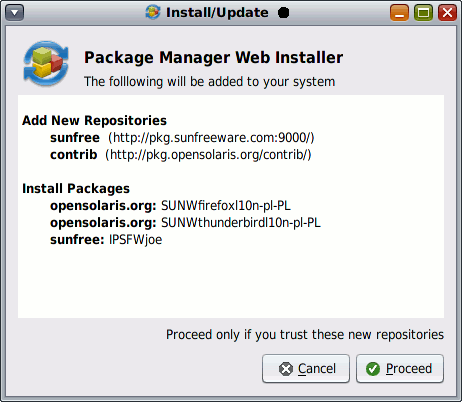 Install/Update
Package Manager Web Installer
The folllowing will be added to your system
Add New Repositories
sunfree (http://pkg.sunfreeware.com:9000/)
contrib (http://pkg.opensolaris.org/contrib/)
Install Packages
opensolaris.org: SUNWfirefoxl10n-pl-PL
opensolaris.org: SUNWthunderbirdl10n-pl-PL
sunfree: IPSFWjoe
Proceed only if you trust these new repositories
Cancel Proceed